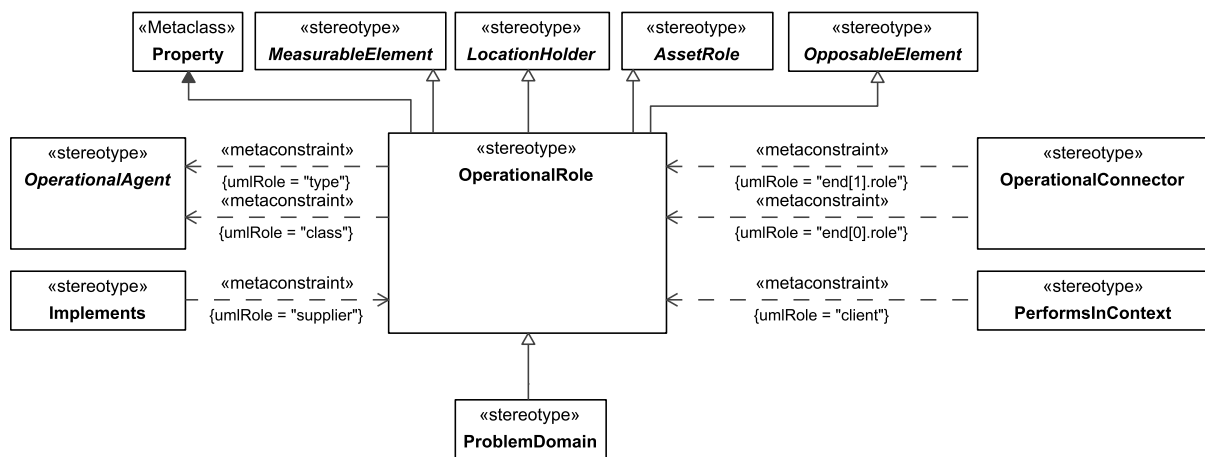 «Metaclass»
Property
«stereotype»
MeasurableElement
«stereotype»
LocationHolder
«stereotype»
AssetRole
«stereotype»
OpposableElement
«stereotype»
OperationalAgent
«metaconstraint»
{umlRole = "type"}
«metaconstraint»
{umlRole = "class"}
«stereotype»
OperationalRole
«metaconstraint»
{umlRole = "end[1].role"}
«metaconstraint»
{umlRole = "end[0].role"}
«stereotype»
OperationalConnector
«stereotype»
Implements
«metaconstraint»
{umlRole = "supplier"}
«metaconstraint»
{umlRole = "client"}
«stereotype»
PerformsInContext
«stereotype»
ProblemDomain